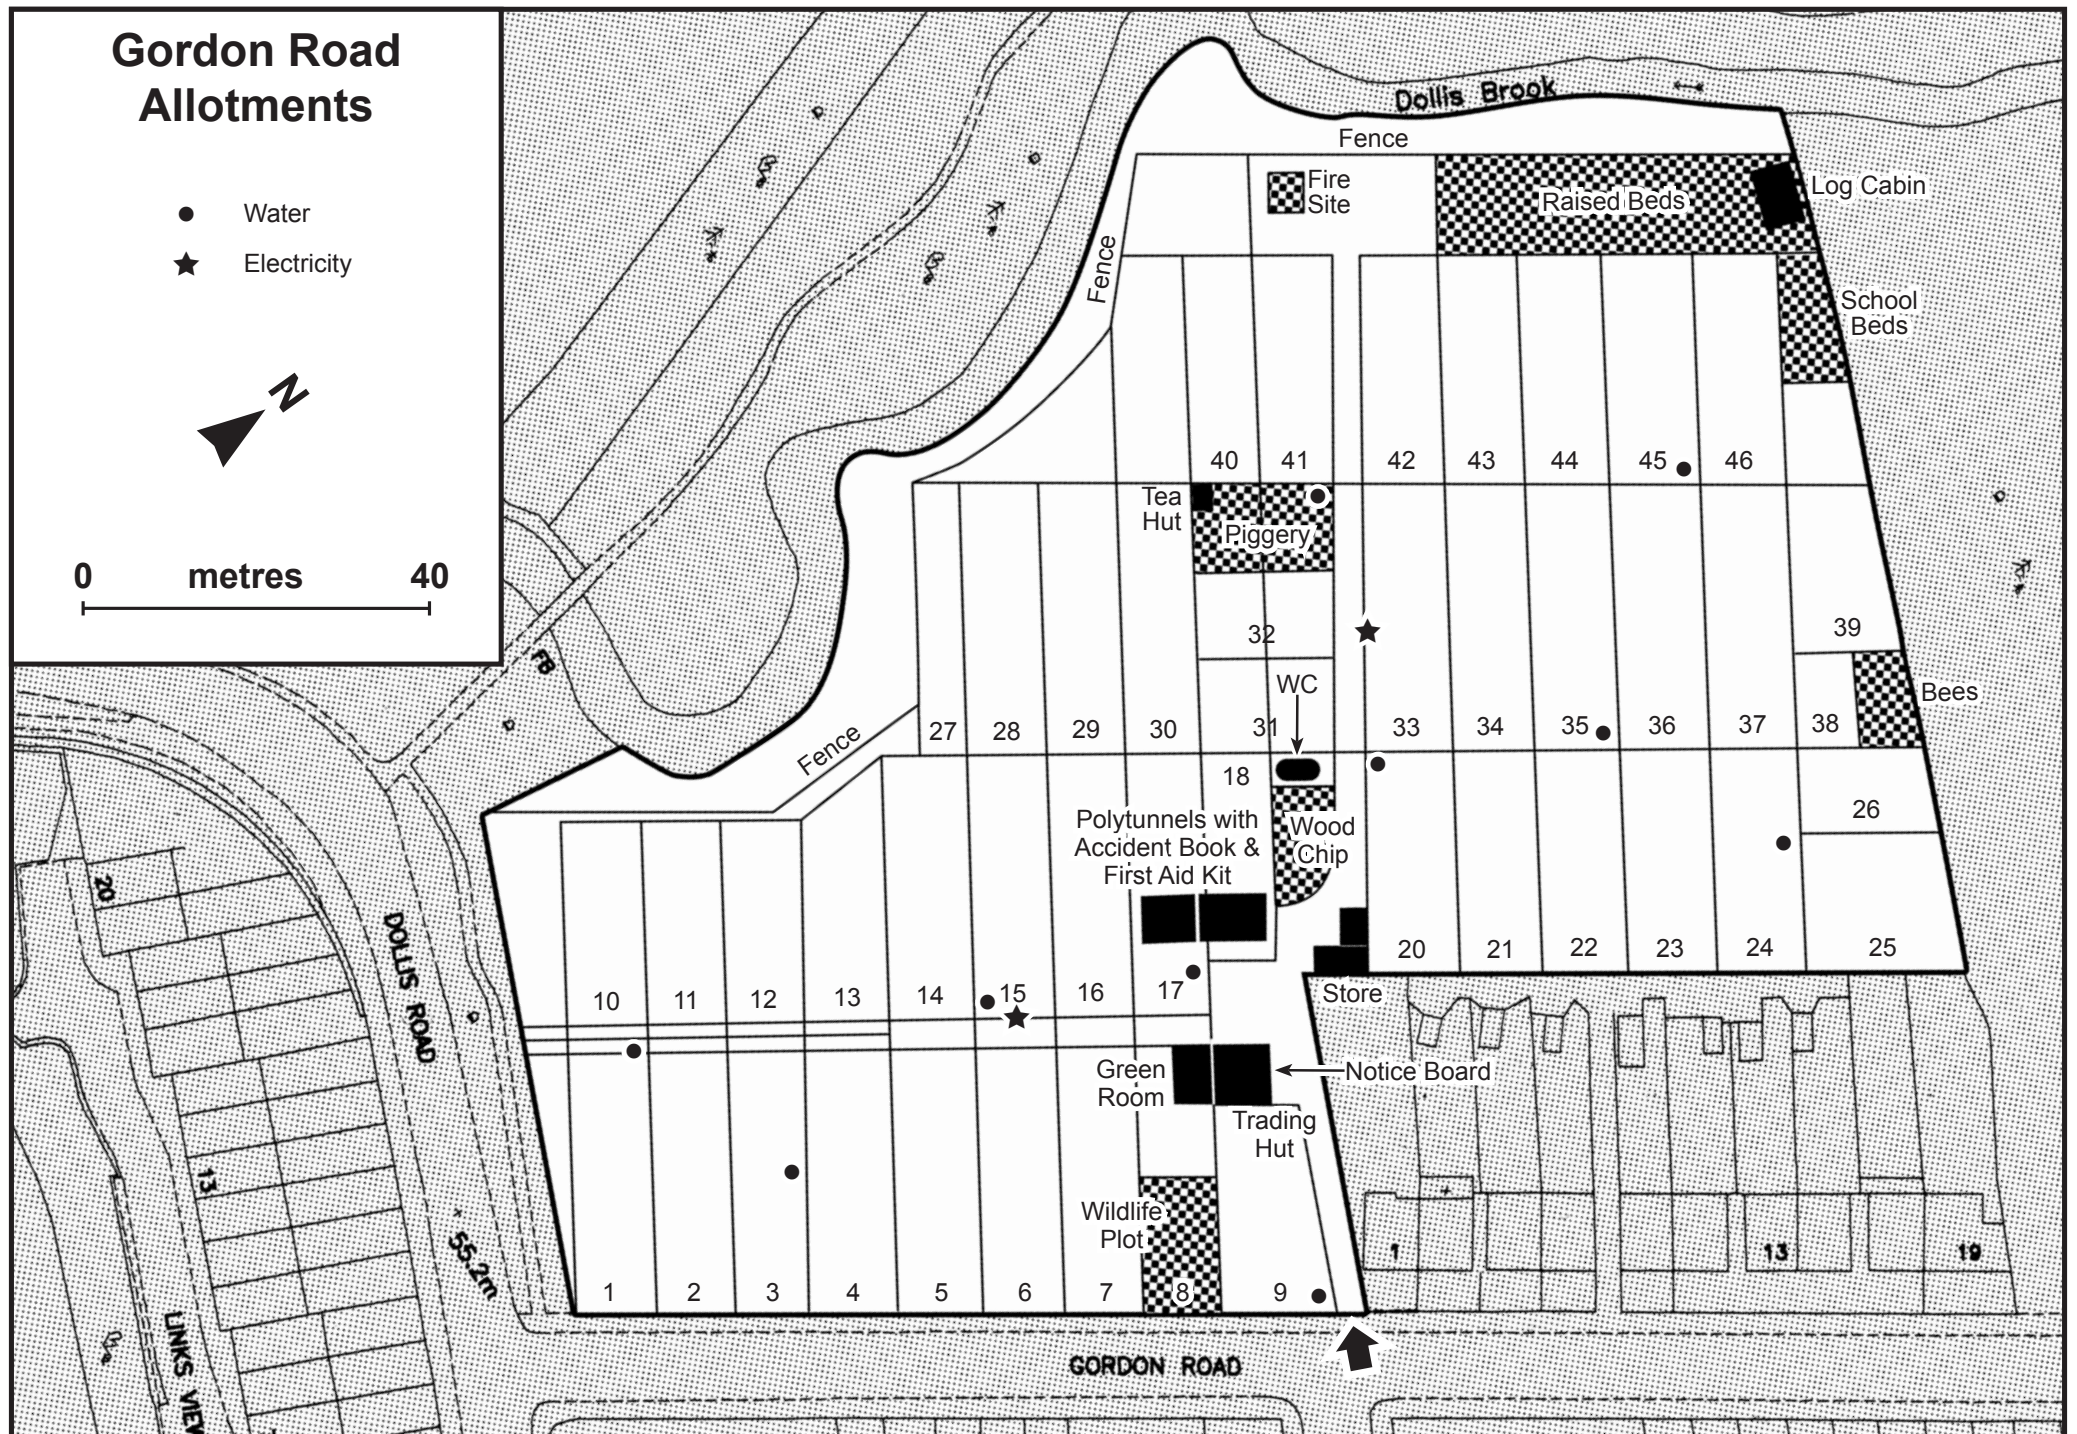 Gordon Road
Allotments
Water
Electricity
N
0 metres 40
Dollis Brook
Fence
Fire
Site
Raised Beds
Log Cabin
Fence
School
Beds
40 41 42 43 44 45 46
Tea
Hut
Piggery
32
39
WC
Bees
27 28 29 30 31 33 34 35 36 37 38
Fence
FB
18
26
Polytunnels with
Accident Book &
First Aid Kit
Wood
Chip
20
DOLLIS ROAD
10 11 12 13 14 15 16 17
20 21 22 23 24 25
Store
Green
Room
Notice Board
Trading
Hut
13
55.2m
Wildlife
Plot
1 2 3 4 5 6 7 8 9
1 13 19
LINKS VIEW
GORDON ROAD